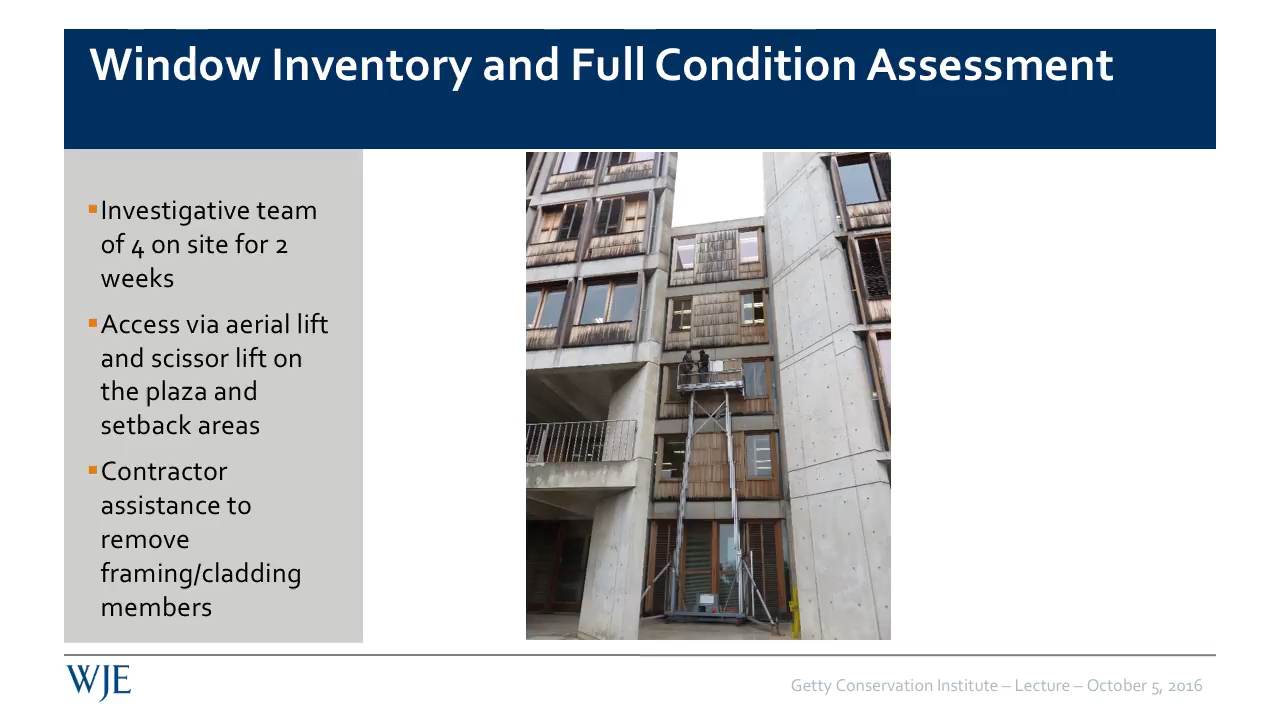 Window Inventory and Full Condition Assessment
▪Investigative team
of 4 on site for 2
weeks
▪Access via aerial lift
and scissor lift on
the plaza and
setback areas
▪Contractor
assistance to
remove
framing/cladding
members
WJE
Getty Conservation Institute – Lecture – October 5, 2016